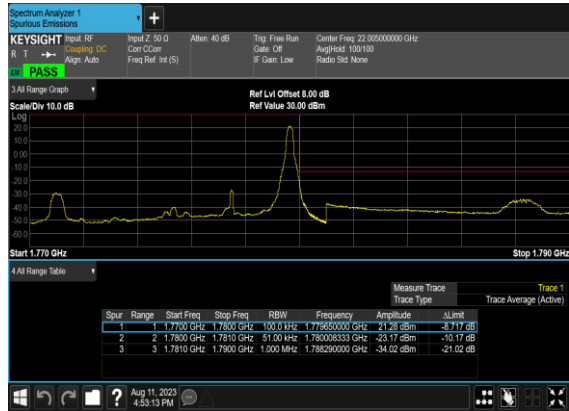 Spectrum Analyzer 1
Spurious Emissions
KEYSIGHT Input: RF Input Z: 50 Ω Atten: 40 dB Trig: Free Run Center Freq: 22.005000000 GHz
R T Coupling: DC Corr CCorr Gate: Off Avg|Hold: 100/100
Align: Auto Freq Ref: Int (S) IF Gain: Low Radio Std: None
PASS
3 All Range Graph Ref Lvl Offset 8.00 dB
Scale/Div 10.0 dB Ref Value 30.00 dBm
Log
20.0
10.0
0.00
-10.0
-20.0
-30.0
-40.0
-50.0
-60.0
Start 1.770 GHz Stop 1.790 GHz
4 All Range Table
Measure Trace Trace 1
Trace Type Trace Average (Active)
Spur Range Start Freq Stop Freq RBW Frequency Amplitude ΔLimit
1 1 1.7700 GHz 1.7800 GHz 100.0 kHz 1.779650000 GHz 21.28 dBm -8.717 dB
2 2 1.7800 GHz 1.7810 GHz 51.00 kHz 1.780008333 GHz -23.17 dBm -10.17 dB
3 3 1.7810 GHz 1.7900 GHz 1.000 MHz 1.788290000 GHz -34.02 dBm -21.02 dB
? Aug 11, 2023
4:53:13 PM